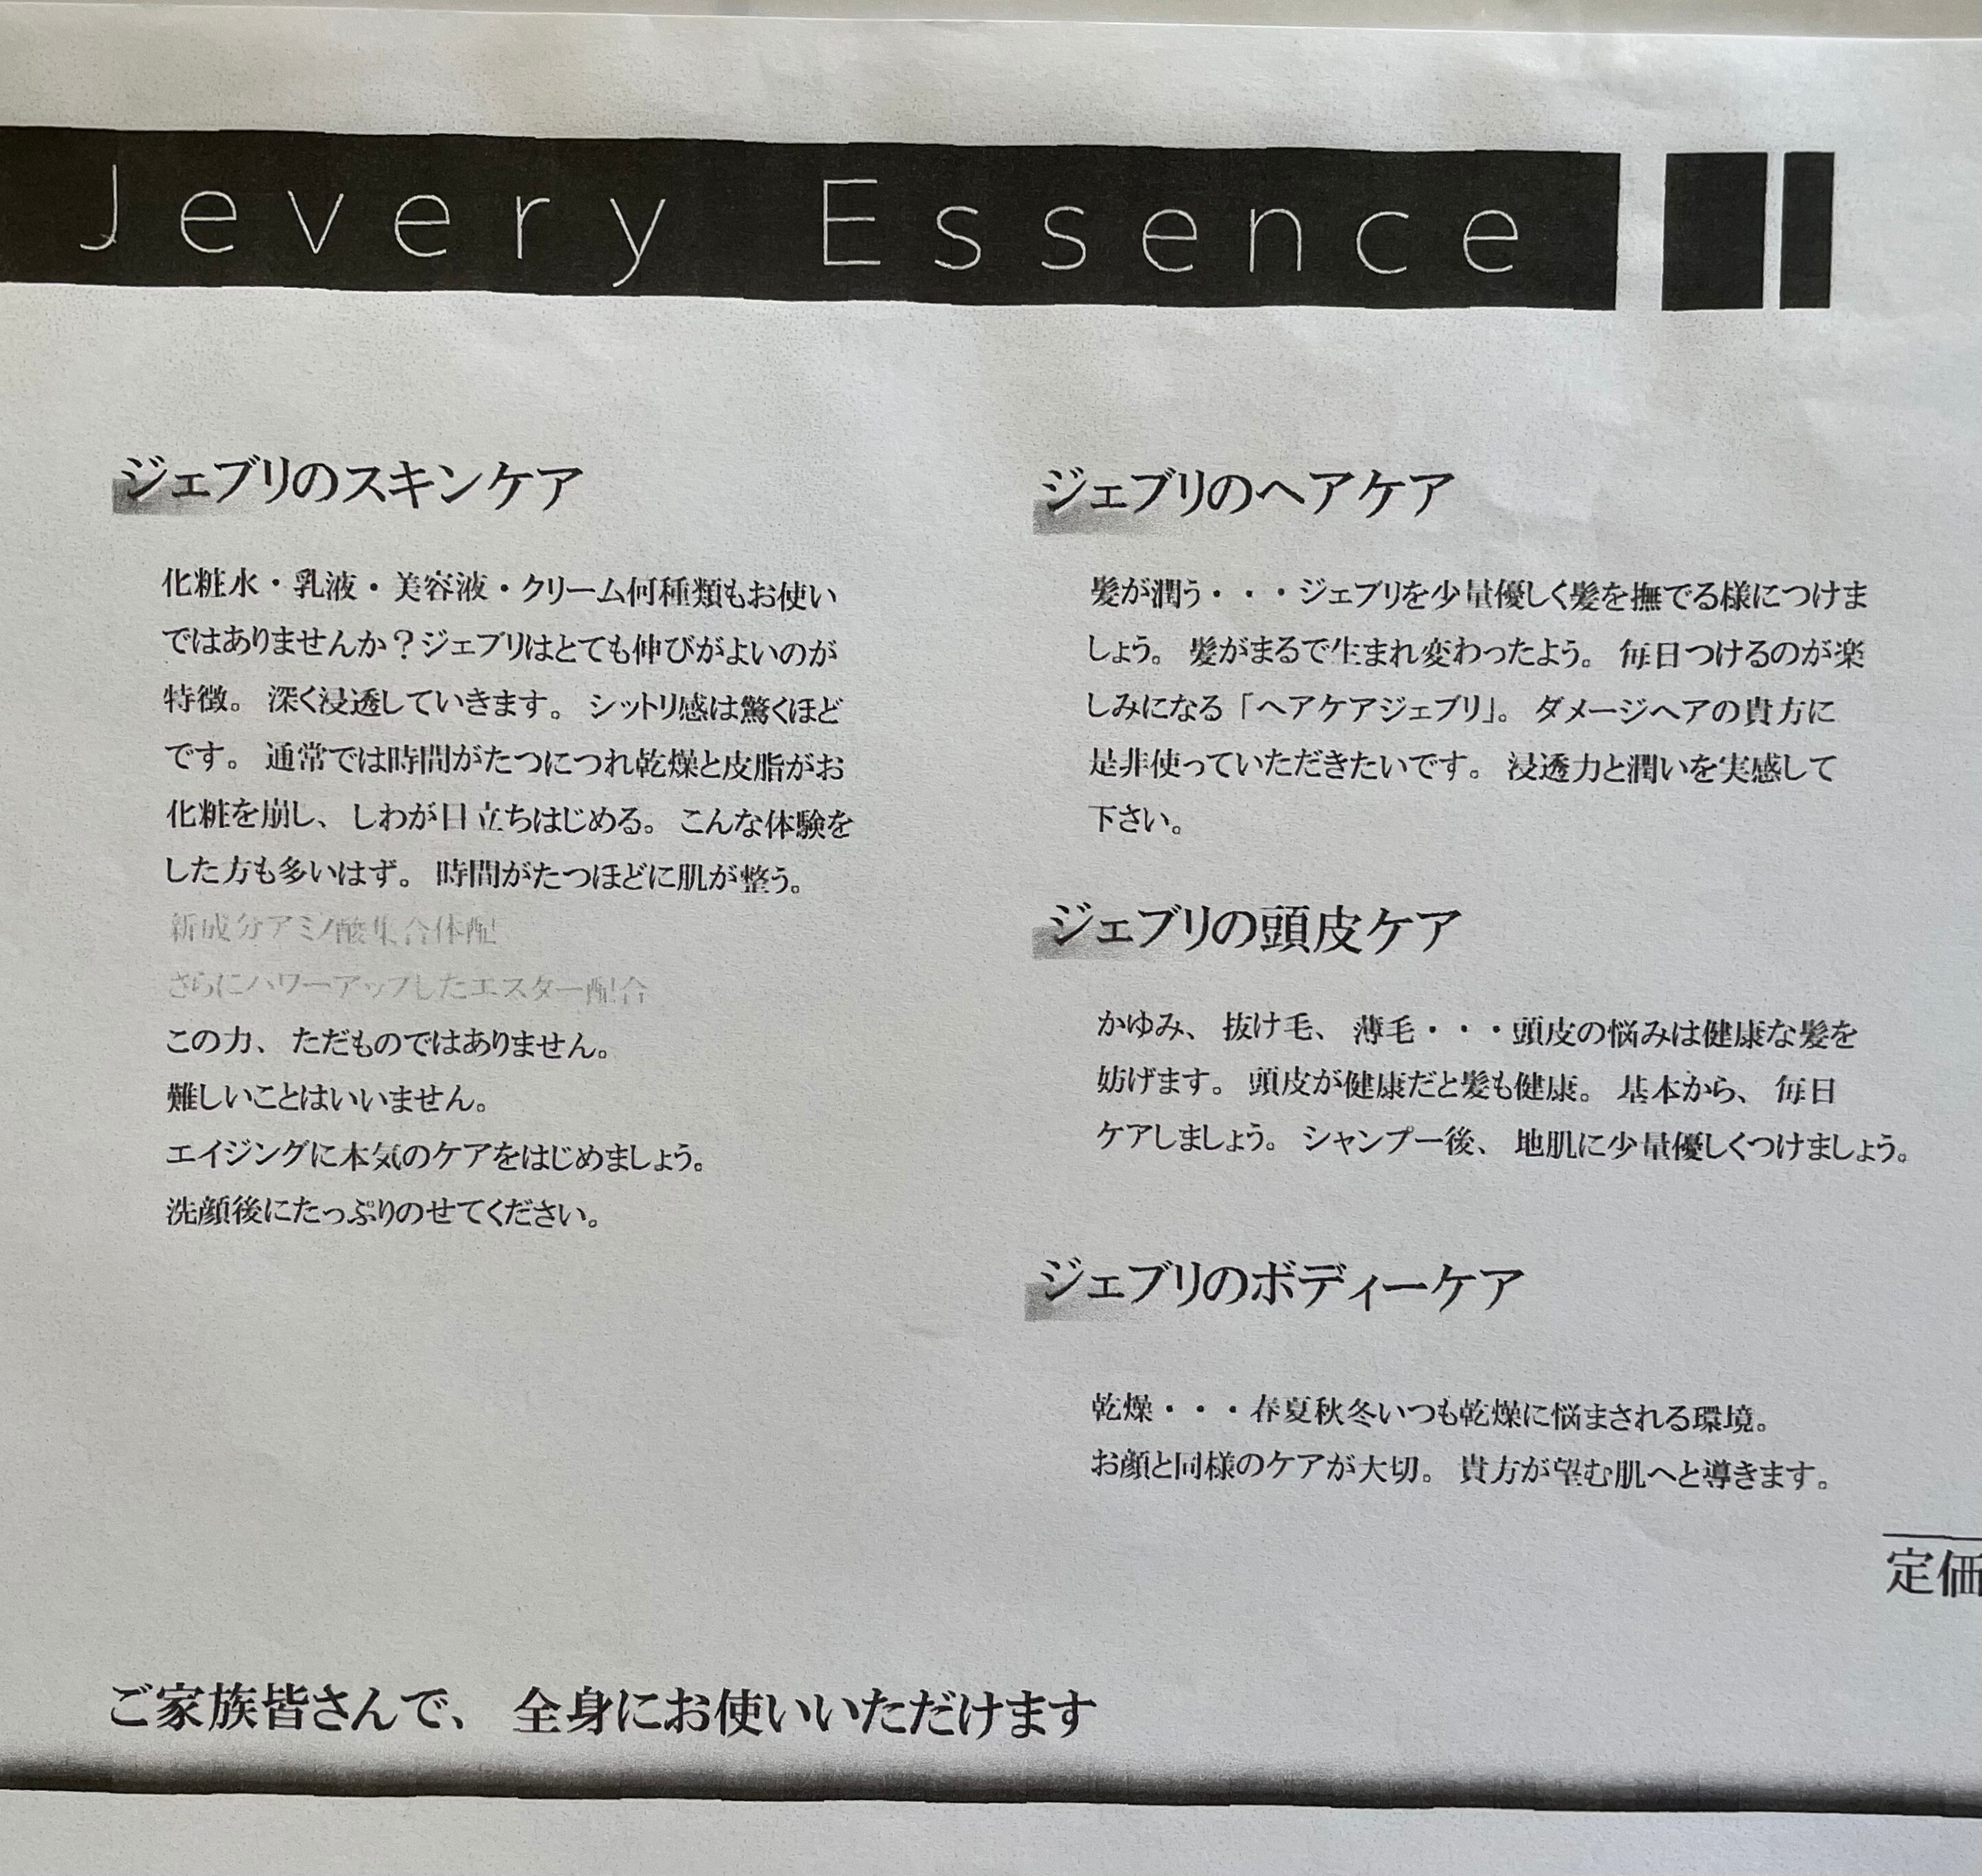 Jevery Essence
ジェブリのスキンケア
化粧水・乳液・美容液・クリーム何種類もお使い
ではありませんか？ジェブリはとても伸びがよいのが
特徴。深く浸透していきます。シットリ感は驚くほど
です。通常では時間がたつにつれ乾燥と皮脂がお
化粧を崩し、しわが目立ちはじめる。こんな体験を
した方も多いはず。時間がたつほどに肌が整う。
新成分アミノ酸集合体配
さらにパワーアップしたエスター配合
この力、ただものではありません。
難しいことはいいません。
エイジングに本気のケアをはじめましょう。
洗顔後にたっぷりのせてください。
ジェブリのヘアケア
髪が潤う・・・ジェブリを少量優しく髪を撫でる様につけま
しょう。髪がまるで生まれ変わったよう。毎日つけるのが楽
しみになる「ヘアケアジェブリ」。ダメージヘアの貴方に
是非使っていただきたいです。浸透力と潤いを実感して
下さい。
ジェブリの頭皮ケア
かゆみ、抜け毛、薄毛・・・頭皮の悩みは健康な髪を
妨げます。頭皮が健康だと髪も健康。基本から、毎日
ケアしましょう。シャンプー後、地肌に少量優しくつけましょう。
ジェブリのボディーケア
乾燥・・・春夏秋冬いつも乾燥に悩まされる環境。
お顔と同様のケアが大切。貴方が望む肌へと導きます。
定価
ご家族皆さんで、全身にお使いいただけます